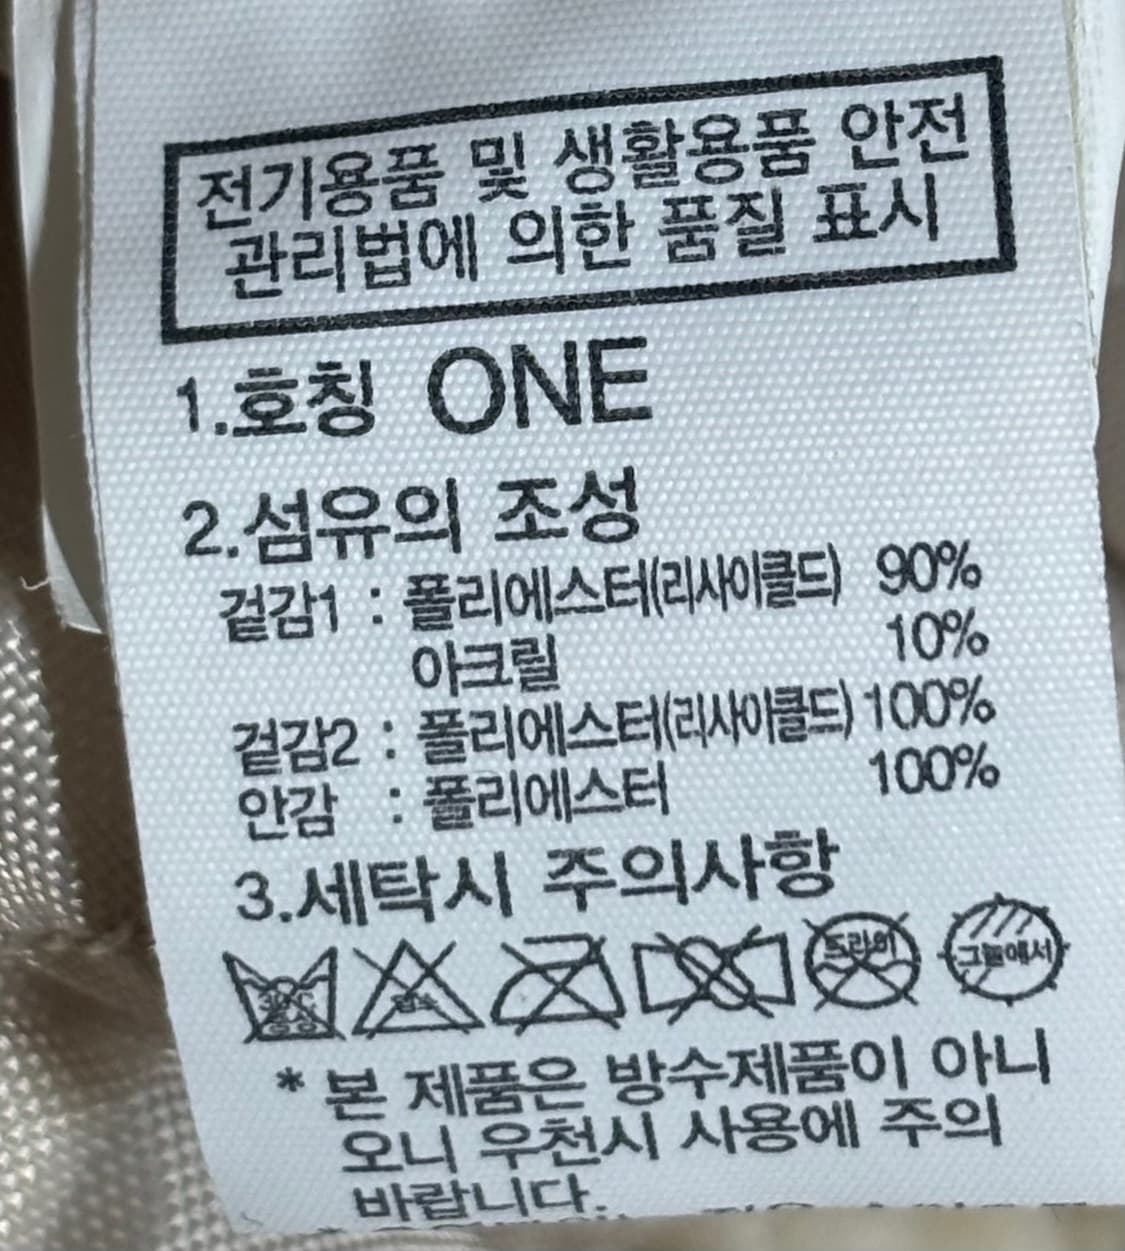 전기용품 및 생활용품 안전
관리법에 의한 품질 표시
1.호칭 ONE
2.섬유의 조성
겉감1 : 폴리에스터(리사이클드) 90%
아크릴 10%
겉감2 : 폴리에스터(리사이클드) 100%
안감 : 폴리에스터 100%
3.세탁시 주의사항
30℃ 드라이 그늘에서
* 본 제품은 방수제품이 아니
오니 우천시 사용에 주의
바랍니다.